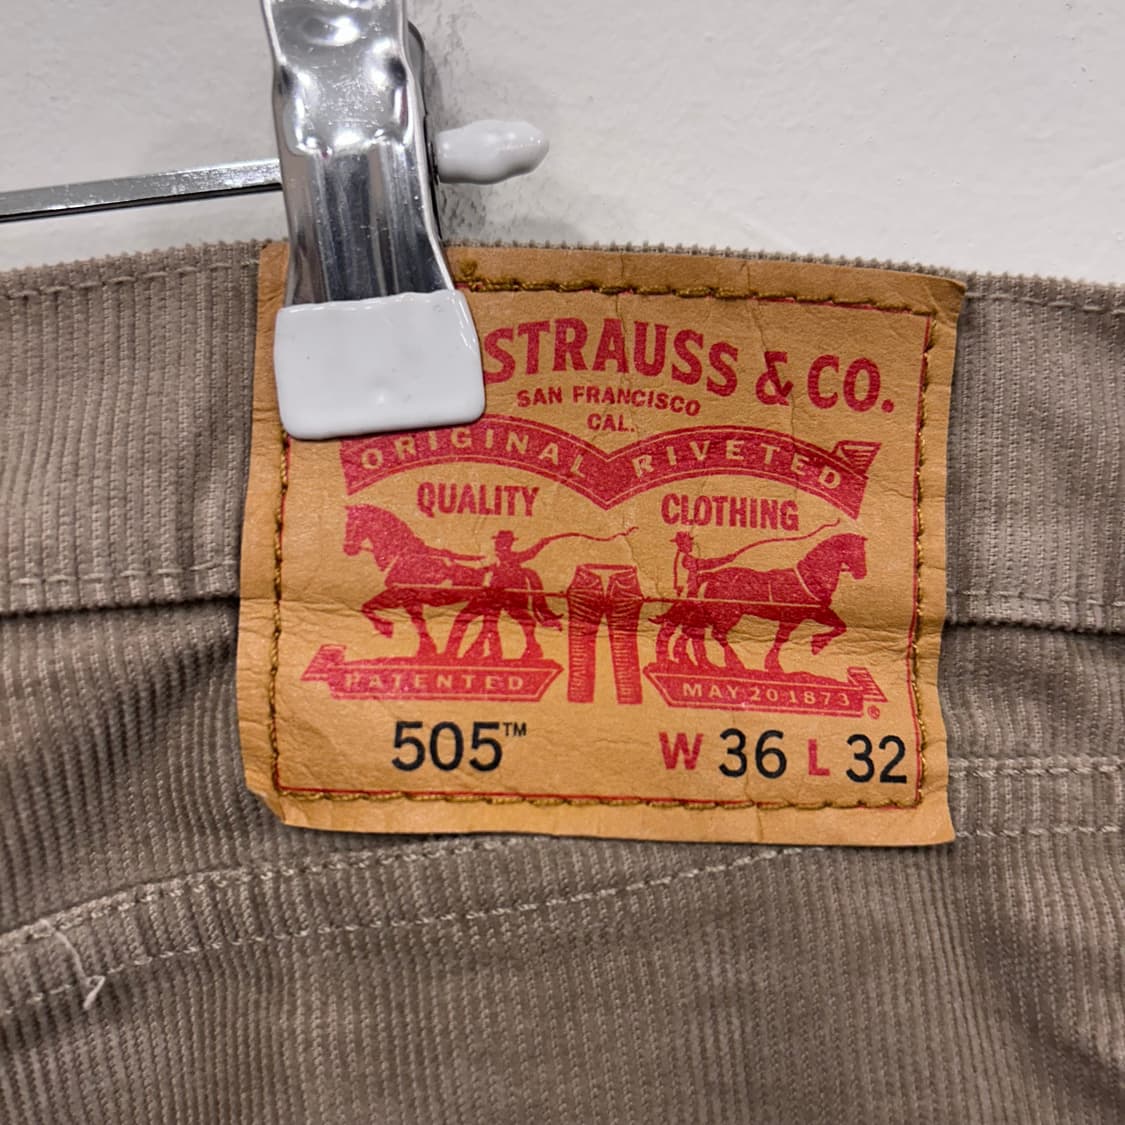 STRAUSS & CO.
SAN FRANCISCO
CAL.
ORIGINAL RIVETED
QUALITY CLOTHING
PATENTED MAY 20 1873 ®
505™ W 36 L 32